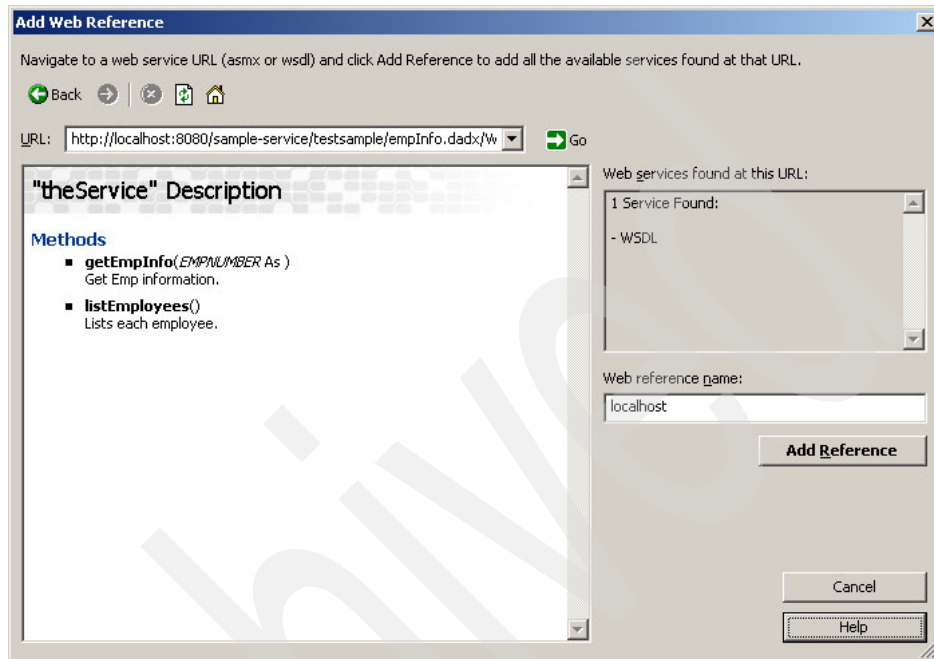 Add Web Reference
Navigate to a web service URL (asmx or wsdl) and click Add Reference to add all the available services found at that URL.
Back
URL: http://localhost:8080/sample-service/testsample/empInfo.dadx/W Go
"theService" Description
Methods
getEmpInfo(EMPNUMBER As )
Get Emp information.
listEmployees()
Lists each employee.
Web services found at this URL:
1 Service Found:
- WSDL
Web reference name:
localhost
Add Reference
Cancel
Help